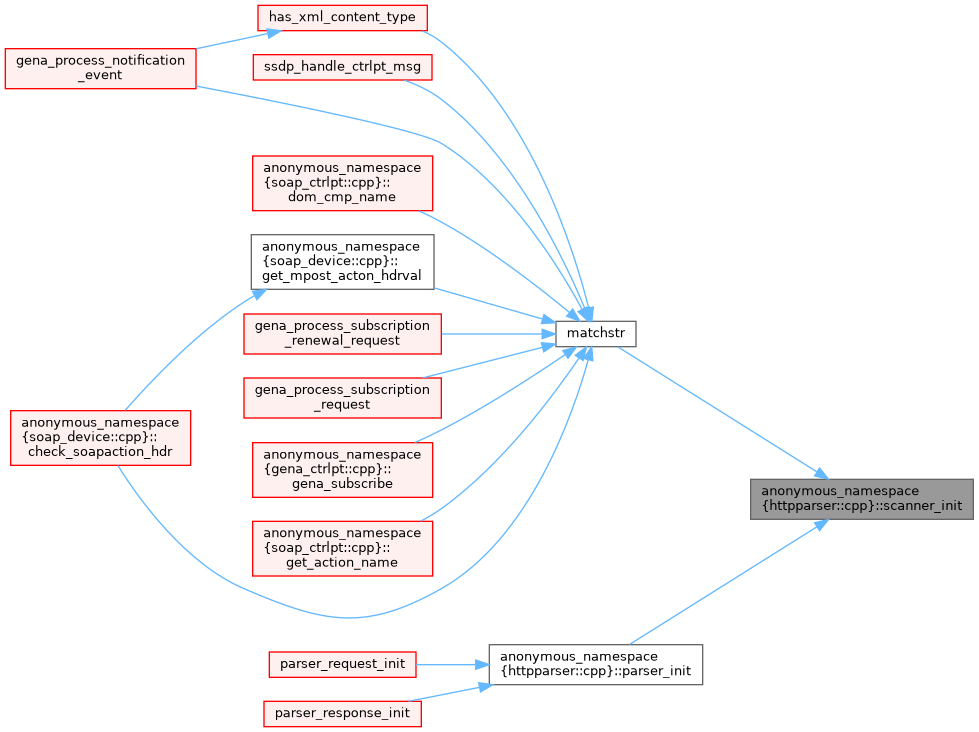 has_xml_content_type
gena_process_notification
_event
ssdp_handle_ctrlpt_msg
anonymous_namespace
{soap_ctrlpt::cpp}::
dom_cmp_name
anonymous_namespace
{soap_device::cpp}::
get_mpost_acton_hdrval
gena_process_subscription
_renewal_request
matchstr
gena_process_subscription
_request
anonymous_namespace
{soap_device::cpp}::
check_soapaction_hdr
anonymous_namespace
{gena_ctrlpt::cpp}::
gena_subscribe
anonymous_namespace
{httpparser::cpp}::scanner_init
anonymous_namespace
{soap_ctrlpt::cpp}::
get_action_name
parser_request_init
anonymous_namespace
{httpparser::cpp}::parser_init
parser_response_init